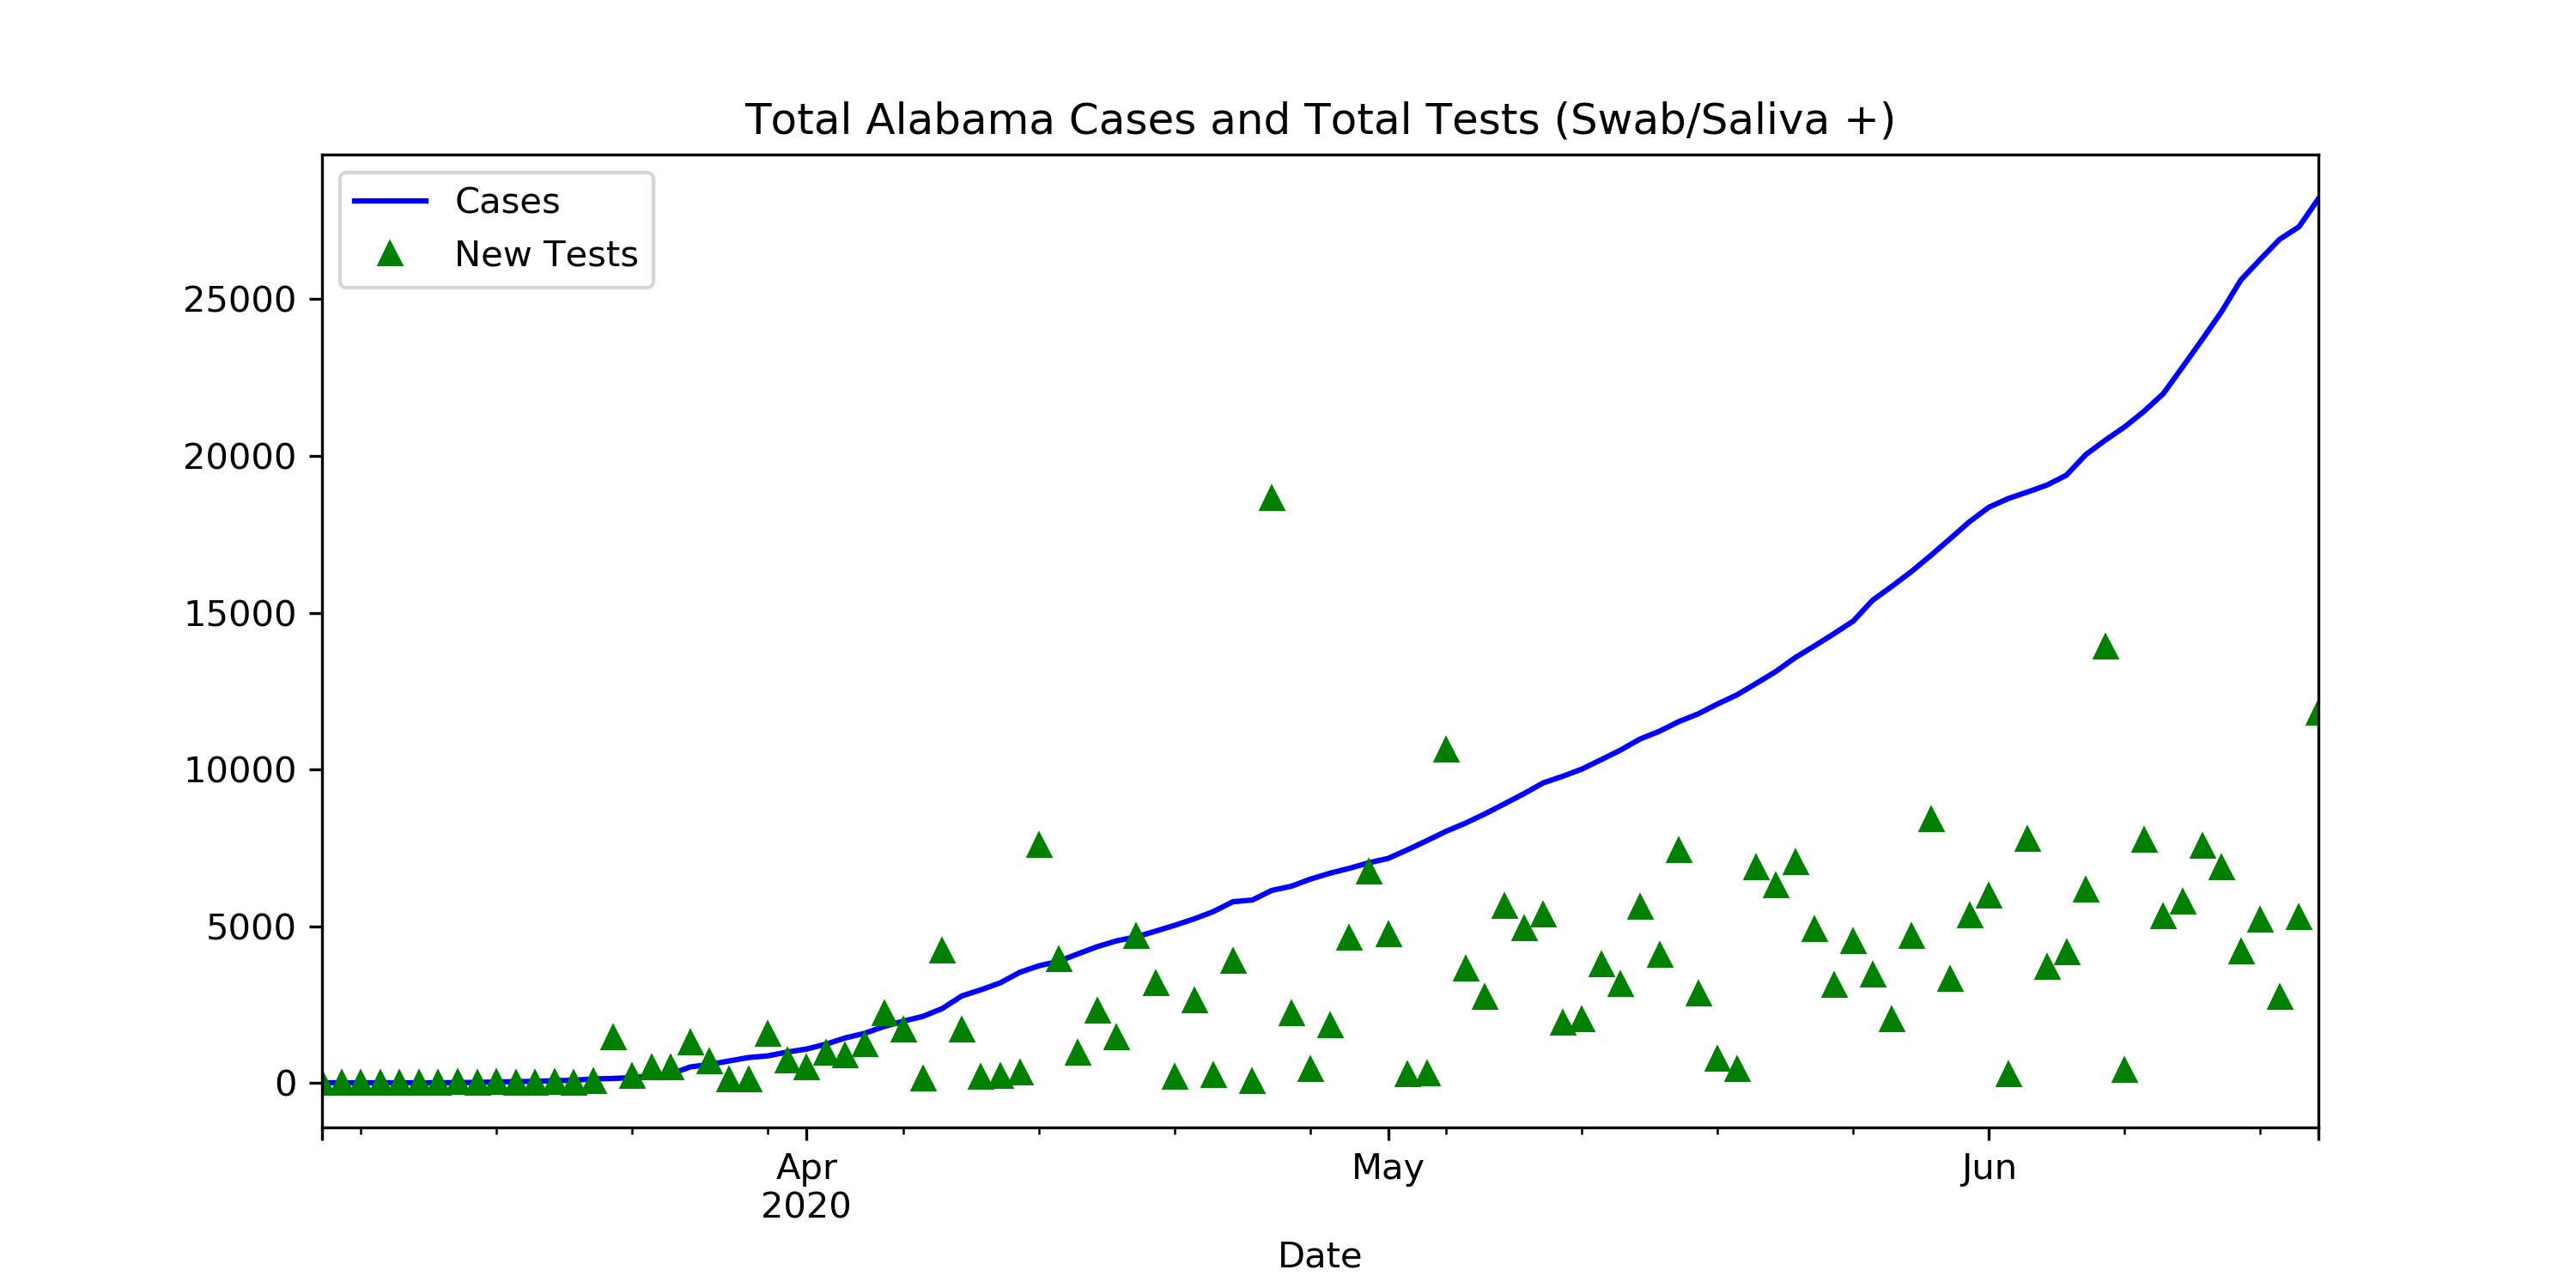 Total Alabama Cases and Total Tests (Swab/Saliva +)
Cases
New Tests
25000
20000
15000
10000
5000
0
Apr May Jun
2020
Date